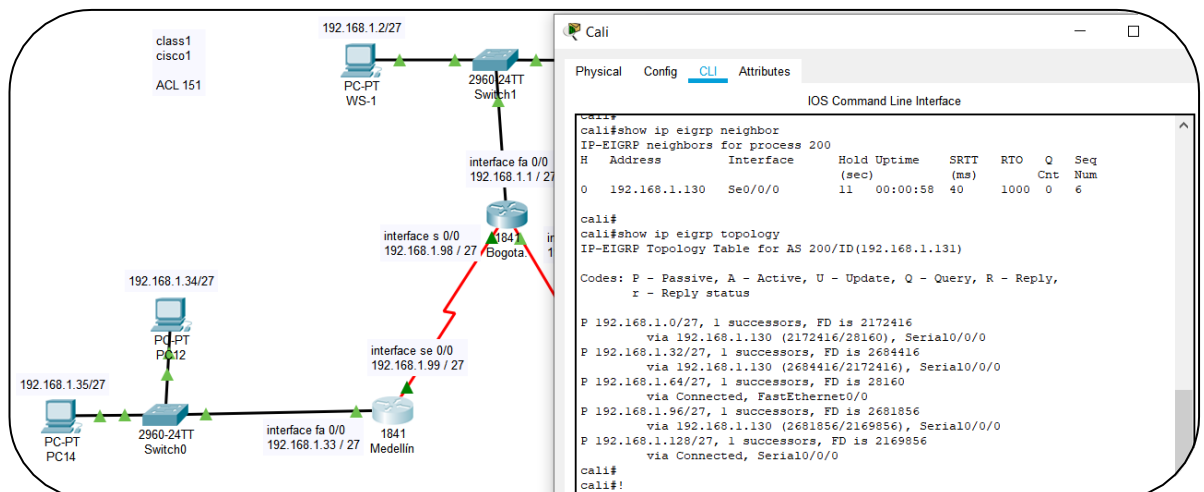 class1
cisco1
ACL 151
192.168.1.2/27
PC-PT
WS-1
2960-24TT
Switch1
interface fa 0/0
192.168.1.1 / 27
interface s 0/0
192.168.1.98 / 27
1841
Bogota.
192.168.1.34/27
PC-PT
PC12
interface se 0/0
192.168.1.99 / 27
192.168.1.35/27
PC-PT
PC14
2960-24TT
Switch0
interface fa 0/0
192.168.1.33 / 27
1841
Medellín
Cali
Physical Config CLI Attributes
IOS Command Line Interface
cali#
cali#show ip eigrp neighbor
IP-EIGRP neighbors for process 200
H Address Interface Hold Uptime SRTT RTO Q Seq
(sec) (ms) Cnt Num
0 192.168.1.130 Se0/0/0 11 00:00:58 40 1000 0 6
cali#
cali#show ip eigrp topology
IP-EIGRP Topology Table for AS 200/ID(192.168.1.131)
Codes: P - Passive, A - Active, U - Update, Q - Query, R - Reply,
r - Reply status
P 192.168.1.0/27, 1 successors, FD is 2172416
via 192.168.1.130 (2172416/28160), Serial0/0/0
P 192.168.1.32/27, 1 successors, FD is 2684416
via 192.168.1.130 (2684416/2172416), Serial0/0/0
P 192.168.1.64/27, 1 successors, FD is 28160
via Connected, FastEthernet0/0
P 192.168.1.96/27, 1 successors, FD is 2681856
via 192.168.1.130 (2681856/2169856), Serial0/0/0
P 192.168.1.128/27, 1 successors, FD is 2169856
via Connected, Serial0/0/0
cali#
cali#!